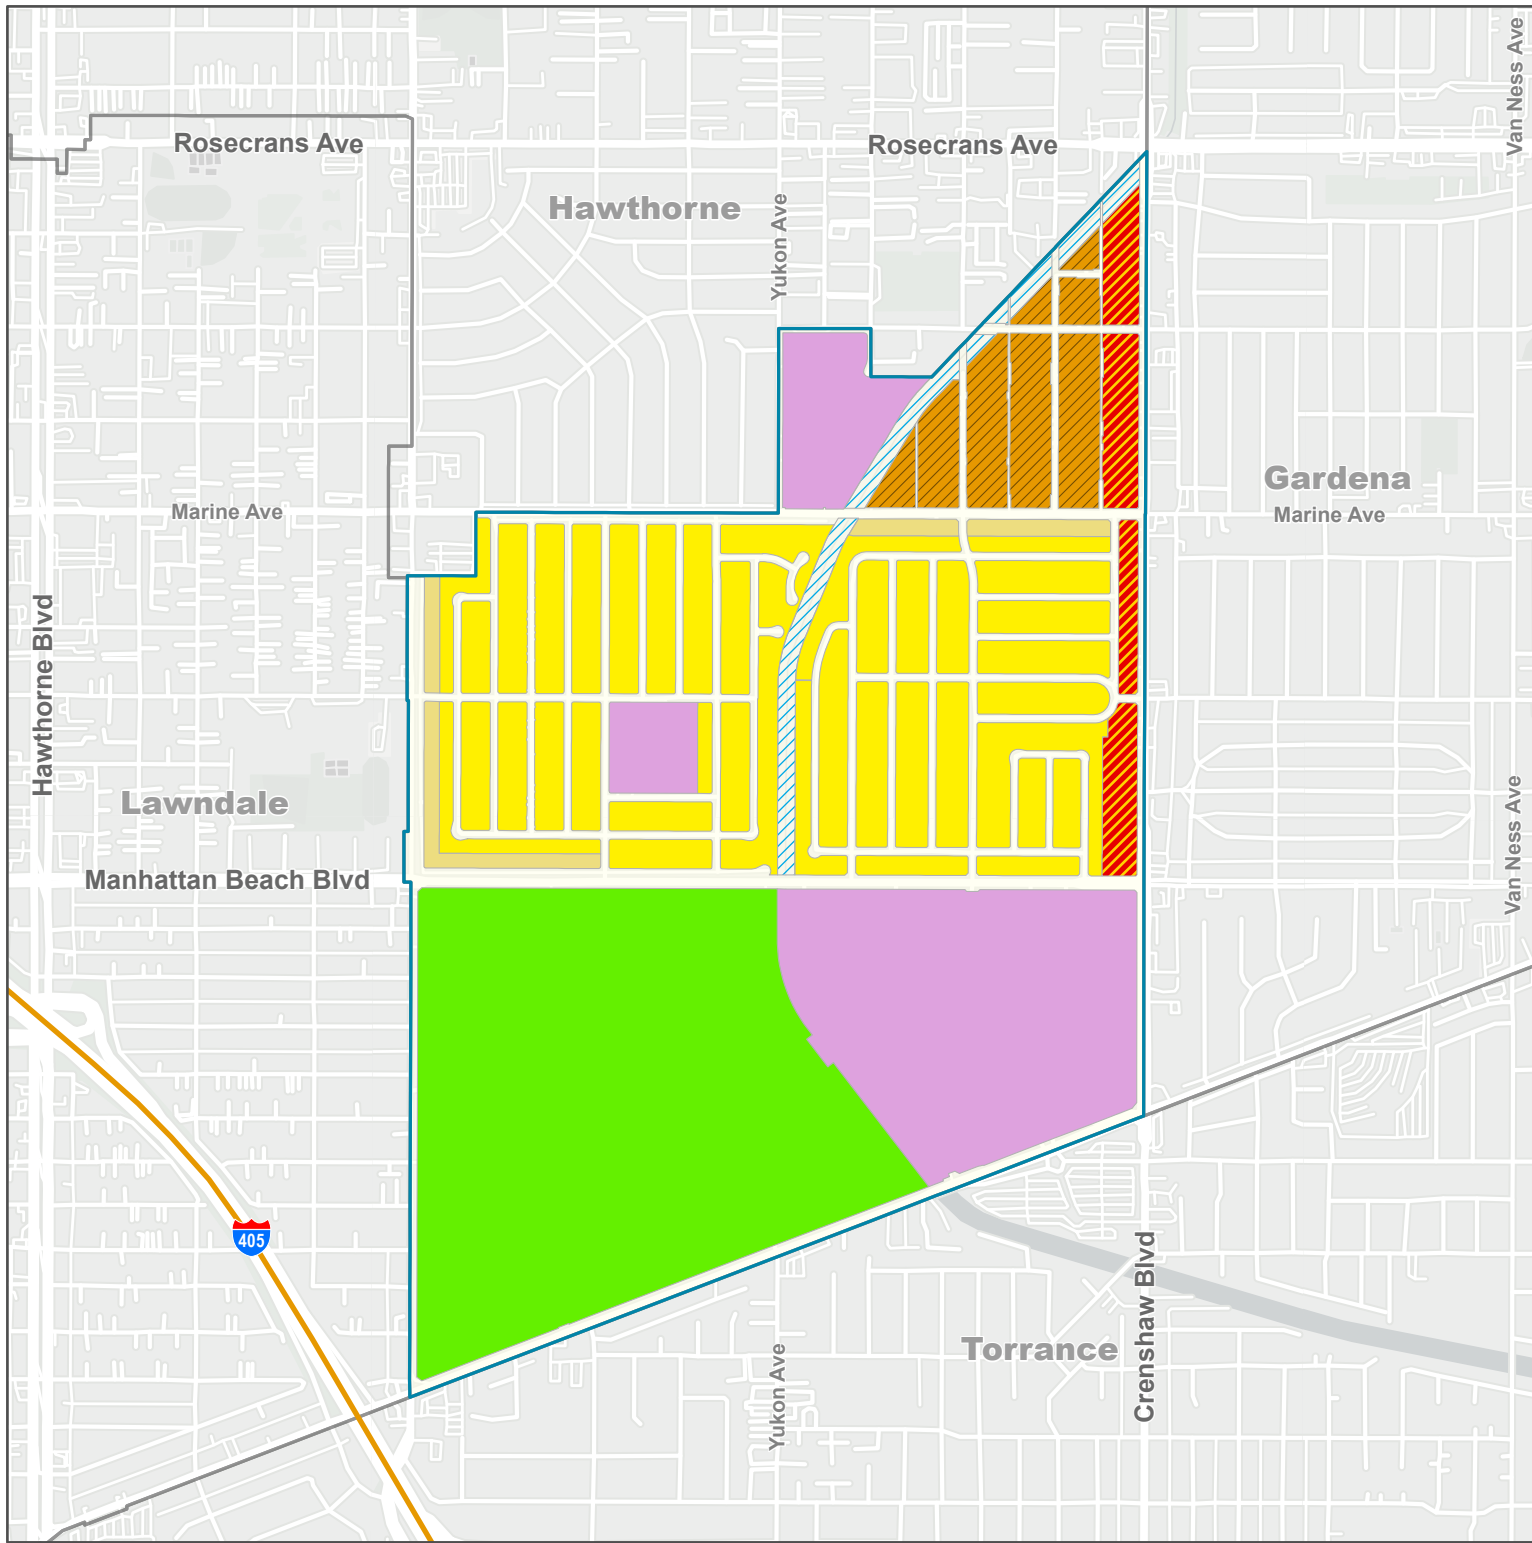 Van Ness Ave
Rosecrans Ave
Rosecrans Ave
Hawthorne
Yukon Ave
Gardena
Marine Ave
Marine Ave
Hawthorne Blvd
Lawndale
Manhattan Beach Blvd
Van Ness Ave
405
Crenshaw Blvd
Torrance
Yukon Ave